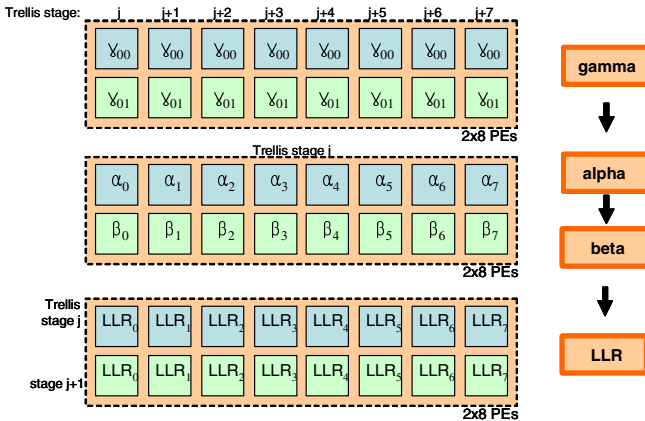 Trellis stage: j j+1 j+2 j+3 j+4 j+5 j+6 j+7
γ00 γ00 γ00 γ00 γ00 γ00 γ00 γ00
γ01 γ01 γ01 γ01 γ01 γ01 γ01 γ01
2x8 PEs
gamma
Trellis stage j
α0 α1 α2 α3 α4 α5 α6 α7
β0 β1 β2 β3 β4 β5 β6 β7
2x8 PEs
alpha
beta
Trellis
stage j
LLR0 LLR1 LLR2 LLR3 LLR4 LLR5 LLR6 LLR7
stage j+1
LLR0 LLR1 LLR2 LLR3 LLR4 LLR5 LLR6 LLR7
2x8 PEs
LLR